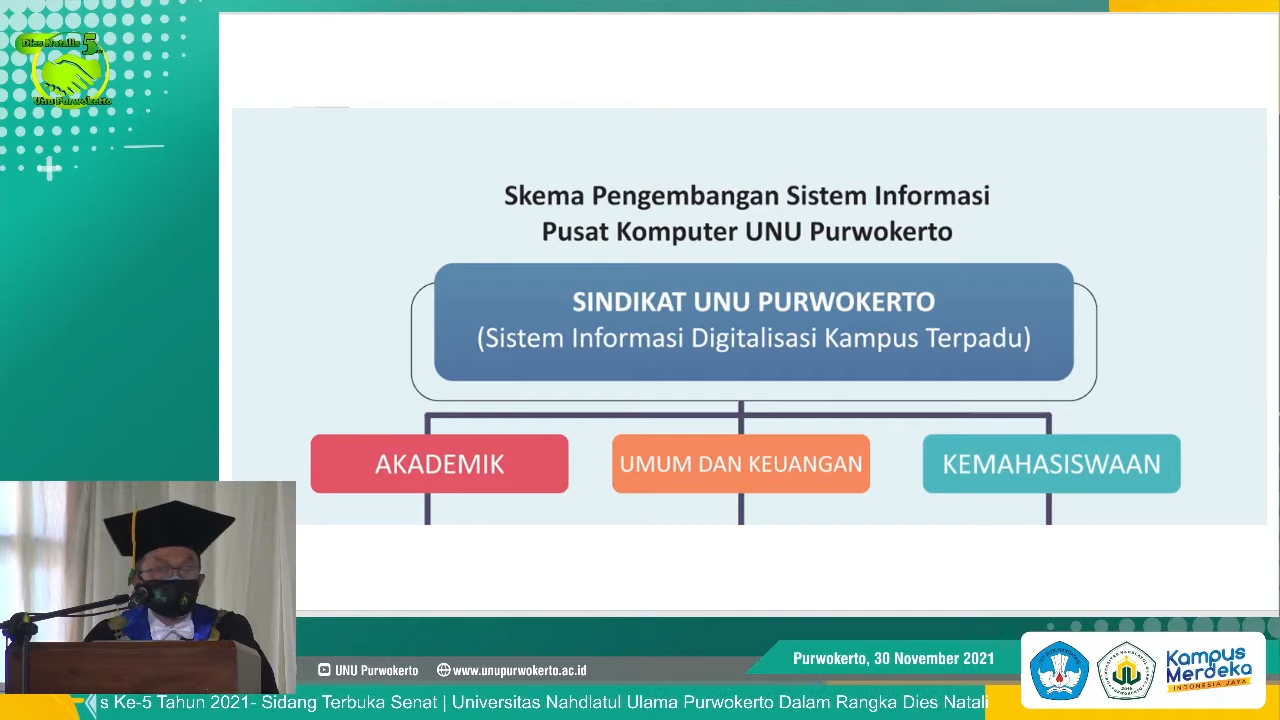 Dies Natalis 5
Unu Purwokerto
Skema Pengembangan Sistem Informasi
Pusat Komputer UNU Purwokerto
SINDIKAT UNU PURWOKERTO
(Sistem Informasi Digitalisasi Kampus Terpadu)
AKADEMIK
UMUM DAN KEUANGAN
KEMAHASISWAAN
UNU Purwokerto
www.unupurwokerto.ac.id
Purwokerto, 30 November 2021
Kampus
Merdeka
INDONESIA JAYA
s Ke-5 Tahun 2021- Sidang Terbuka Senat | Universitas Nahdlatul Ulama Purwokerto Dalam Rangka Dies Natali